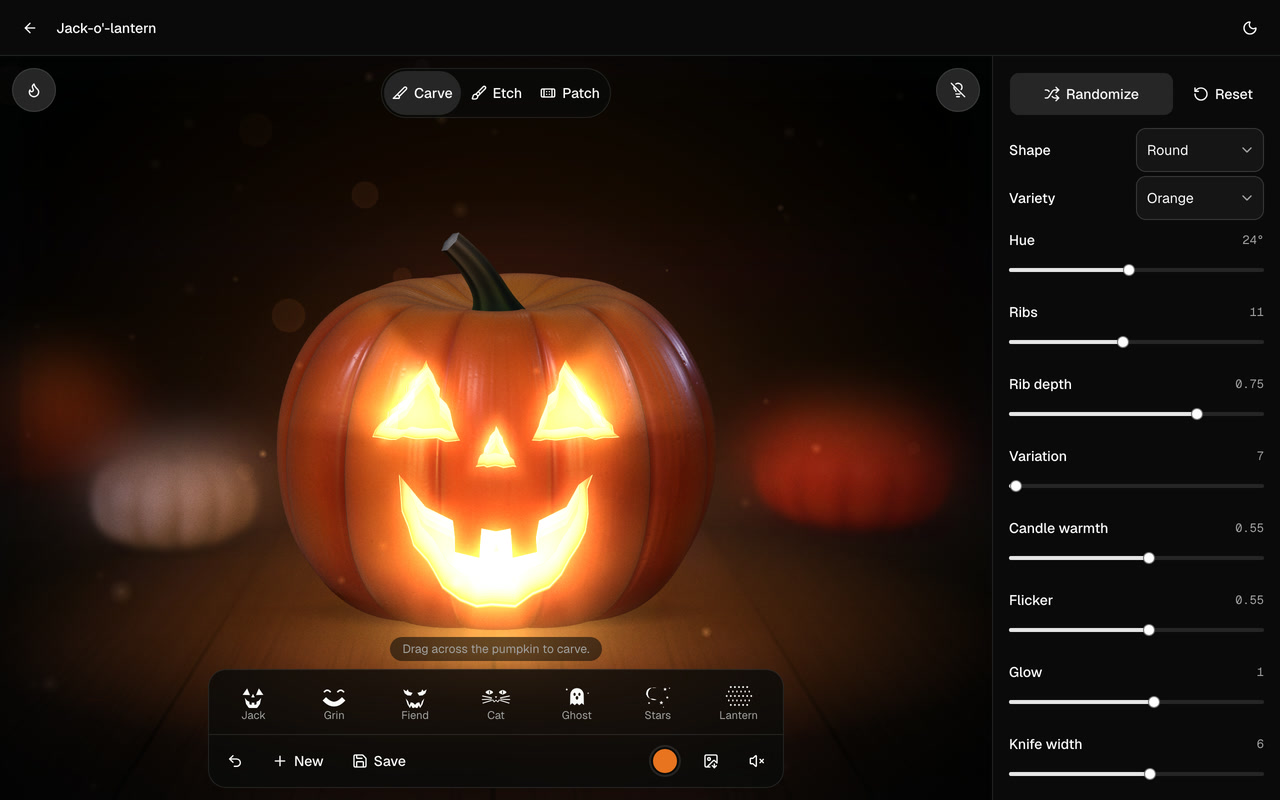 Jack-o'-lantern
Carve
Etch
Patch
Randomize
Reset
Shape
Round
Variety
Orange
Hue
24°
Ribs
11
Rib depth
0.75
Variation
7
Candle warmth
0.55
Flicker
0.55
Glow
1
Knife width
6
Drag across the pumpkin to carve.
Jack
Grin
Fiend
Cat
Ghost
Stars
Lantern
New
Save